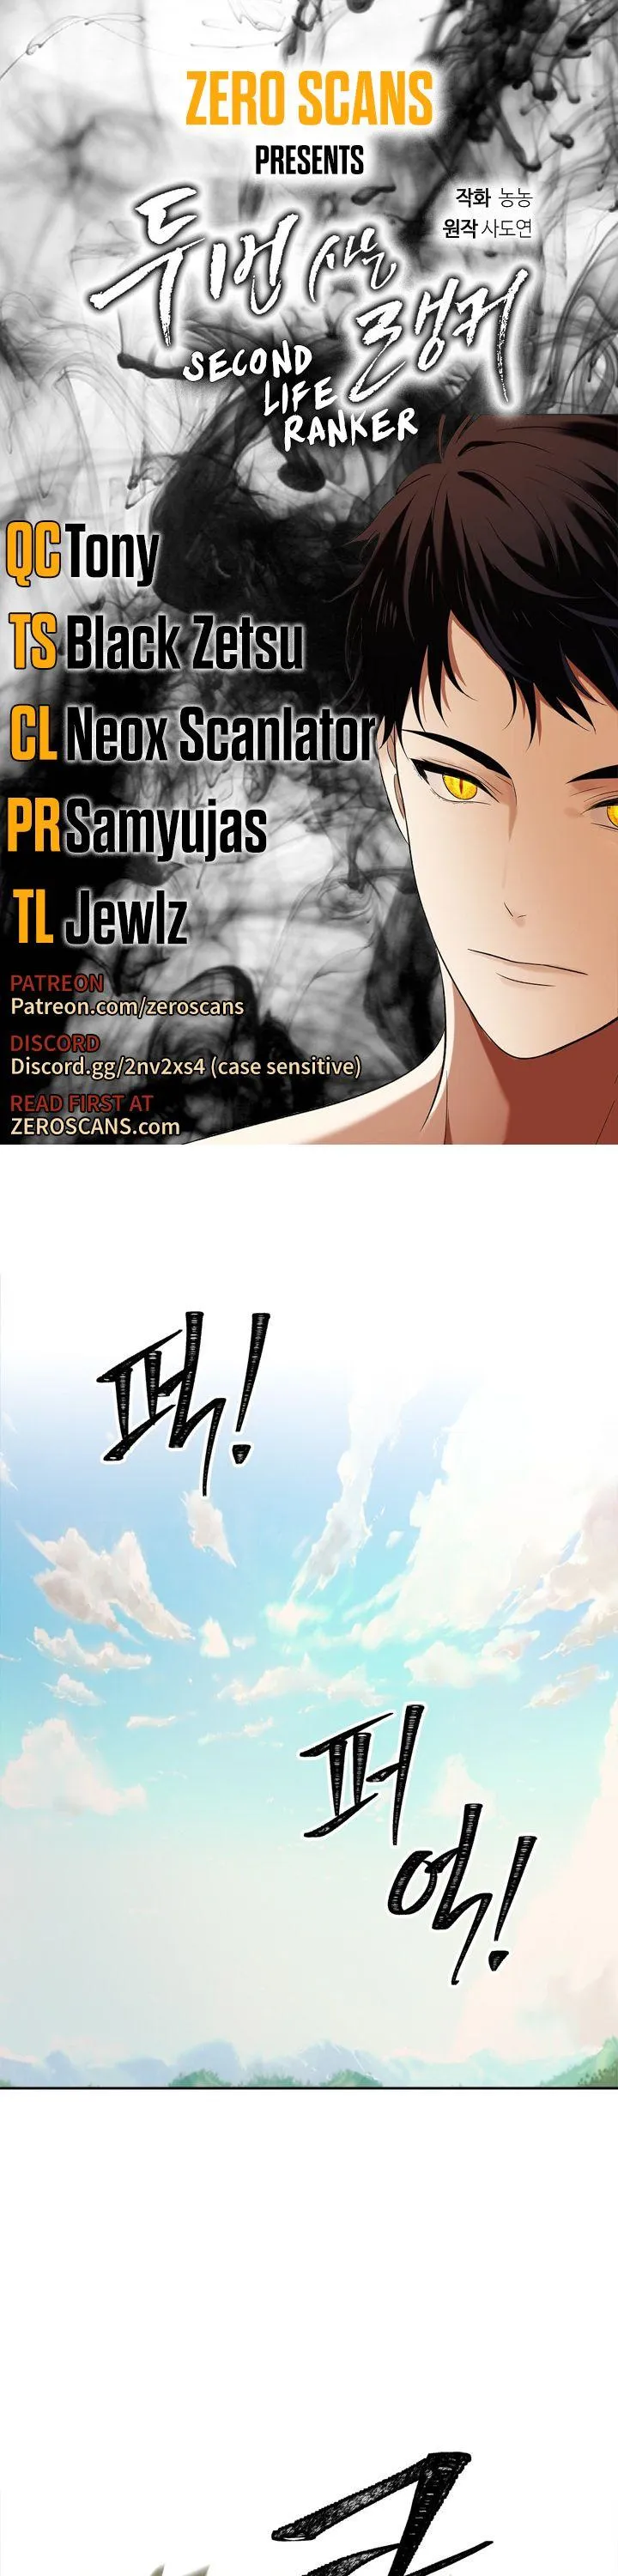 ZERO SCANS
PRESENTS
작화 농농
원작 사도연
두 번 사는
랭커
SECOND
LIFE
RANKER
QC Tony
TS Black Zetsu
CL Neox Scanlator
PR Samyujas
TL Jewlz
PATREON
Patreon.com/zeroscans
DISCORD
Discord.gg/2nv2xs4 (case sensitive)
READ FIRST AT
ZEROSCANS.com
퍽!
퍼
억!